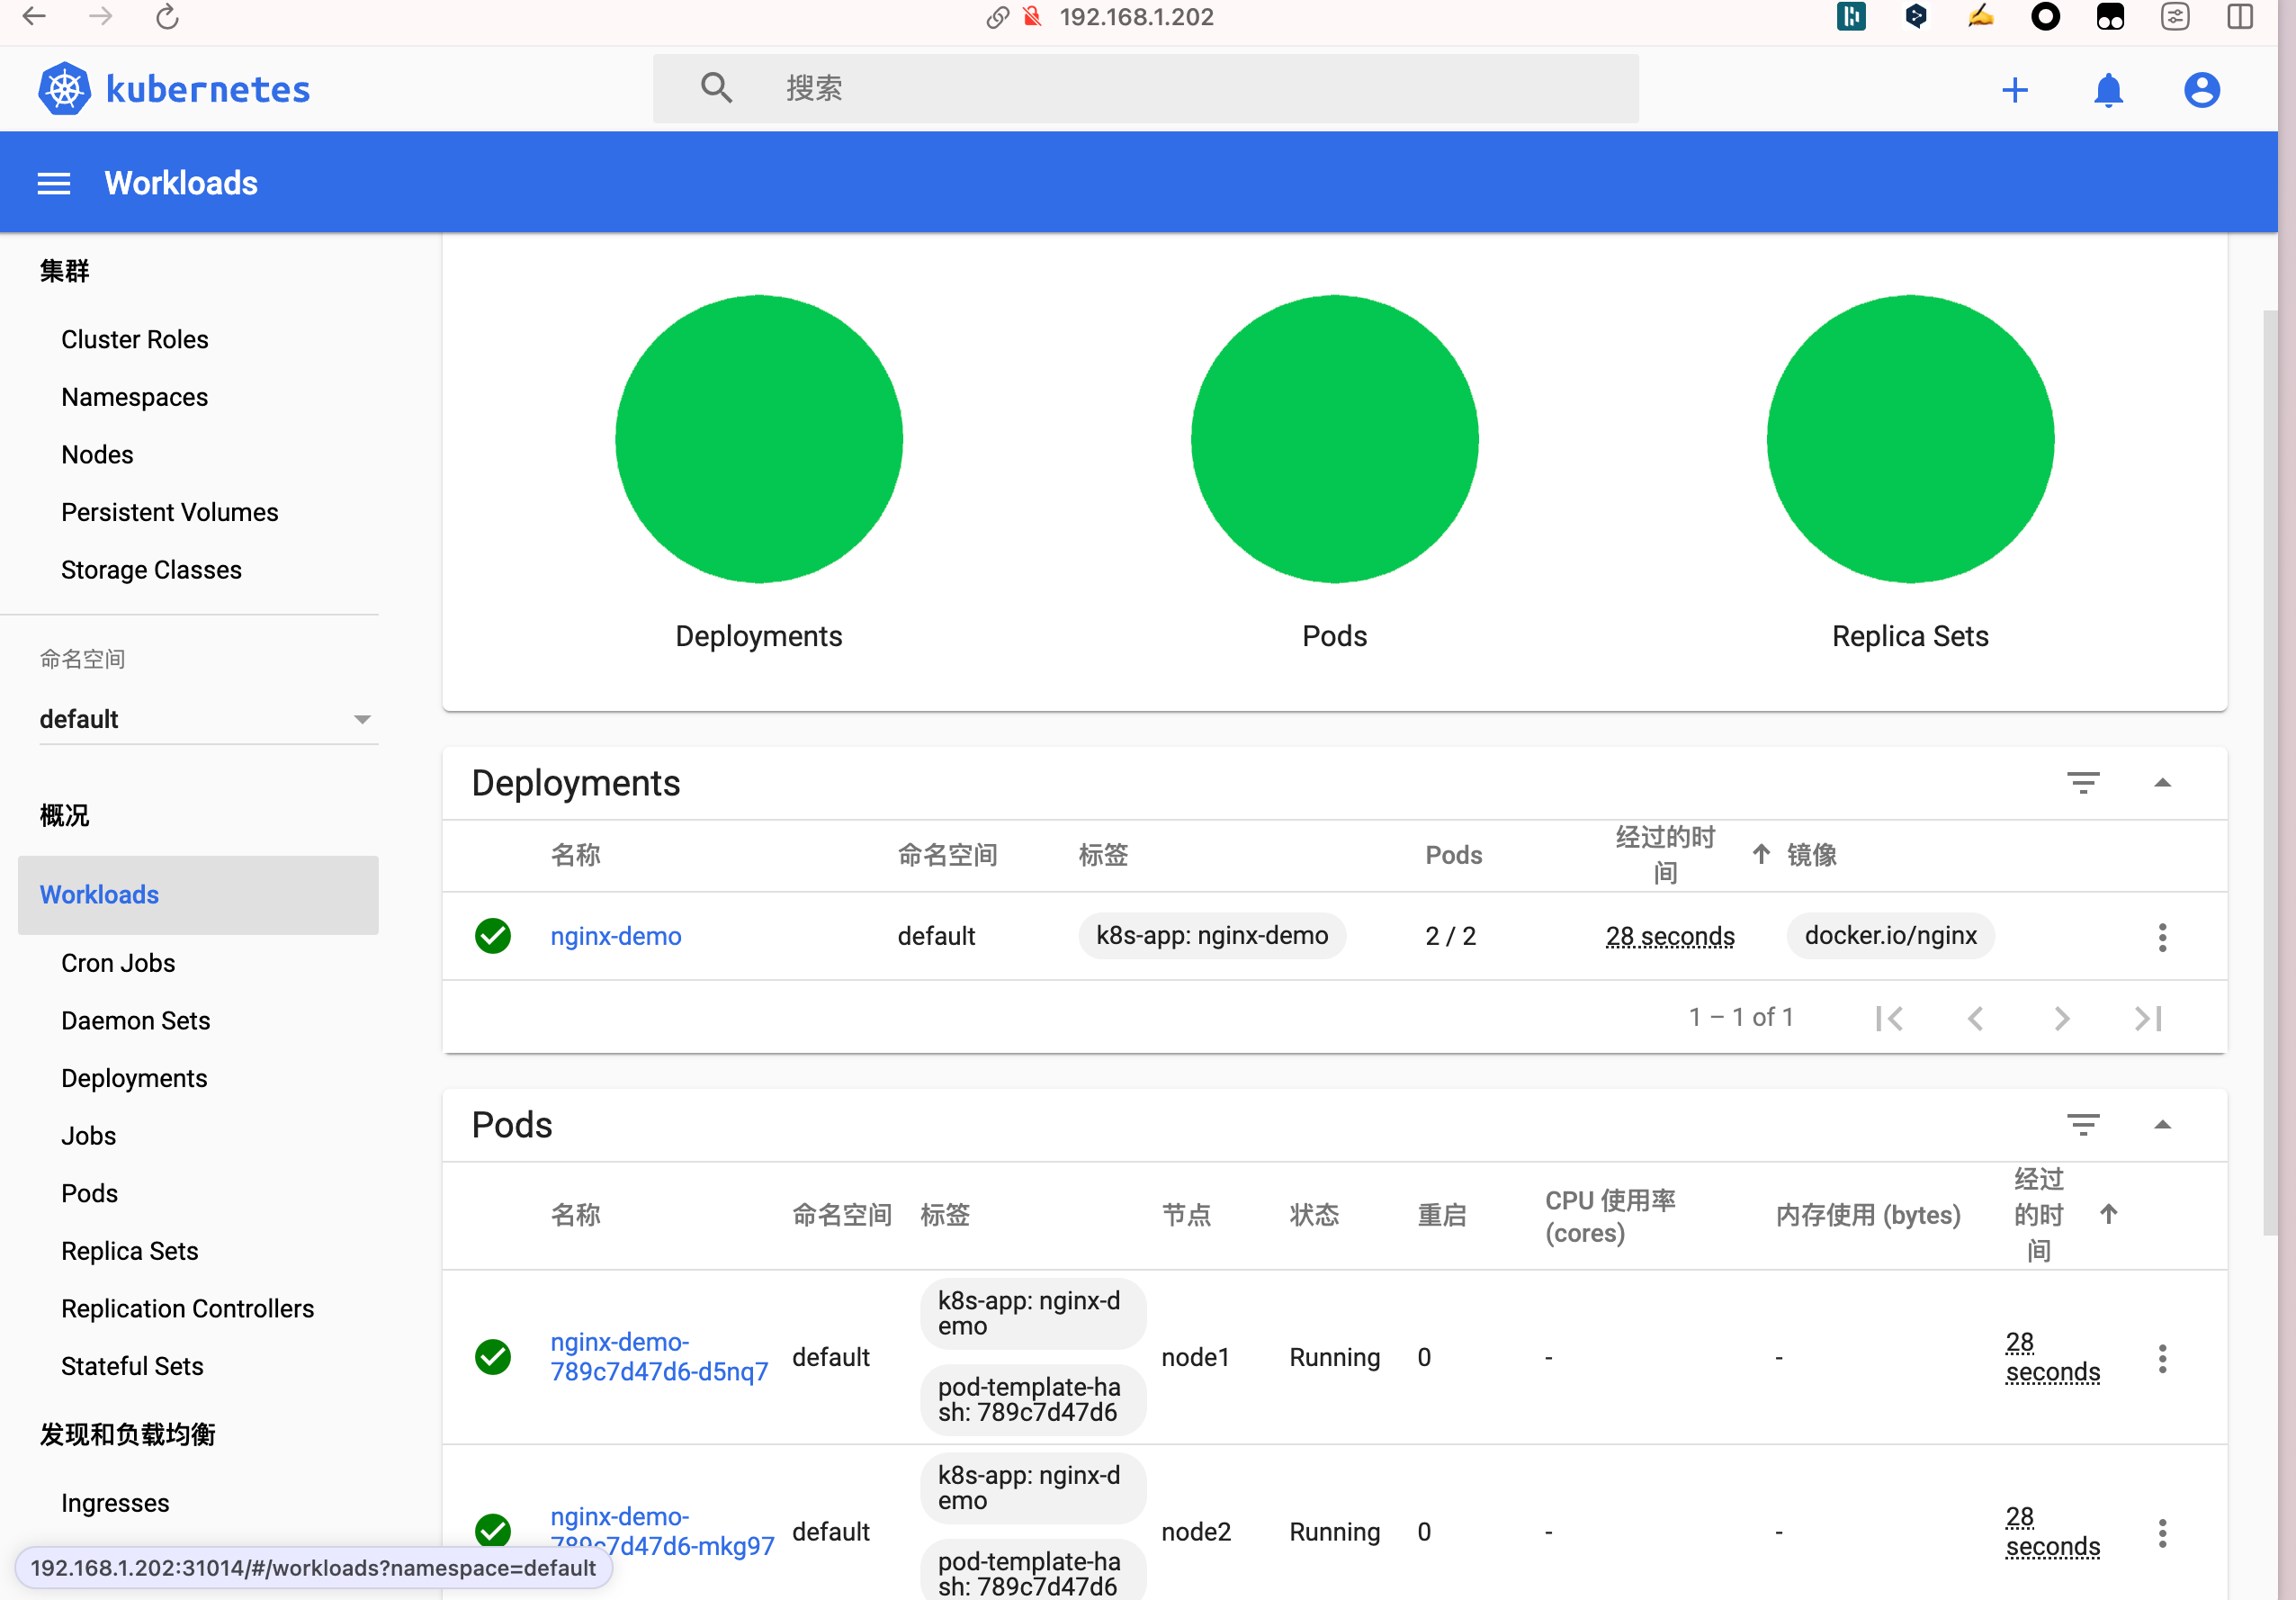 192.168.1.202
kubernetes
搜索
Workloads
集群
Cluster Roles
Namespaces
Nodes
Persistent Volumes
Storage Classes
命名空间
default
概况
Workloads
Cron Jobs
Daemon Sets
Deployments
Jobs
Pods
Replica Sets
Replication Controllers
Stateful Sets
发现和负载均衡
Ingresses
192.168.1.202:31014/#/workloads?namespace=default
Deployments
Pods
Replica Sets
Deployments
名称
命名空间
标签
Pods
经过的时
间
镜像
nginx-demo
default
k8s-app: nginx-demo
2 / 2
28 seconds
docker.io/nginx
1 – 1 of 1
Pods
名称
命名空间
标签
节点
状态
重启
CPU 使用率
(cores)
内存使用 (bytes)
经过
的时
间
nginx-demo-
789c7d47d6-d5nq7
default
k8s-app: nginx-d
emo
pod-template-ha
sh: 789c7d47d6
node1
Running
0
-
-
28
seconds
nginx-demo-
789c7d47d6-mkg97
default
k8s-app: nginx-d
emo
pod-template-ha
sh: 789c7d47d6
node2
Running
0
-
-
28
seconds